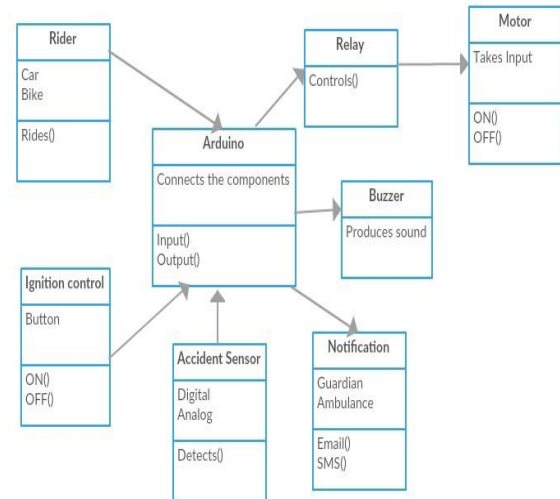 Rider
Car
Bike
Rides()
Relay
Controls()
Motor
Takes Input
ON()
OFF()
Arduino
Connects the components
Input()
Output()
Buzzer
Produces sound
Ignition control
Button
ON()
OFF()
Accident Sensor
Digital
Analog
Detects()
Notification
Guardian
Ambulance
Email()
SMS()